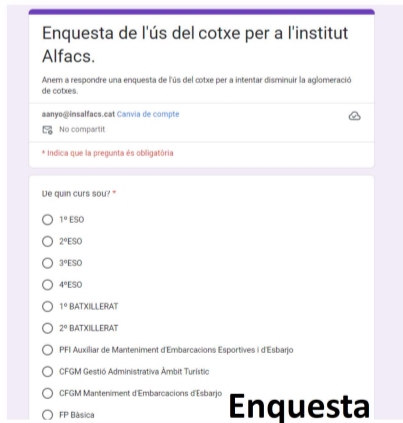 Enquesta de l'ús del cotxe per a l'institut
Alfacs.
Anem a respondre una enquesta de l'ús del cotxe per a intentar disminuir la aglomeració
de cotxes.
aanyo@insalfacs.cat Canvia de compte
No compartit
* Indica que la pregunta és obligatòria
De quin curs sou? *
1º ESO
2ºESO
3ºESO
4ºESO
1º BATXILLERAT
2º BATXILLERAT
PFI Auxiliar de Manteniment d'Embarcacions Esportives i d'Esbarjo
CFGM Gestió Administrativa Àmbit Turístic
CFGM Manteniment d'Embarcacions d'Esbarjo
FP Bàsica
Enquesta